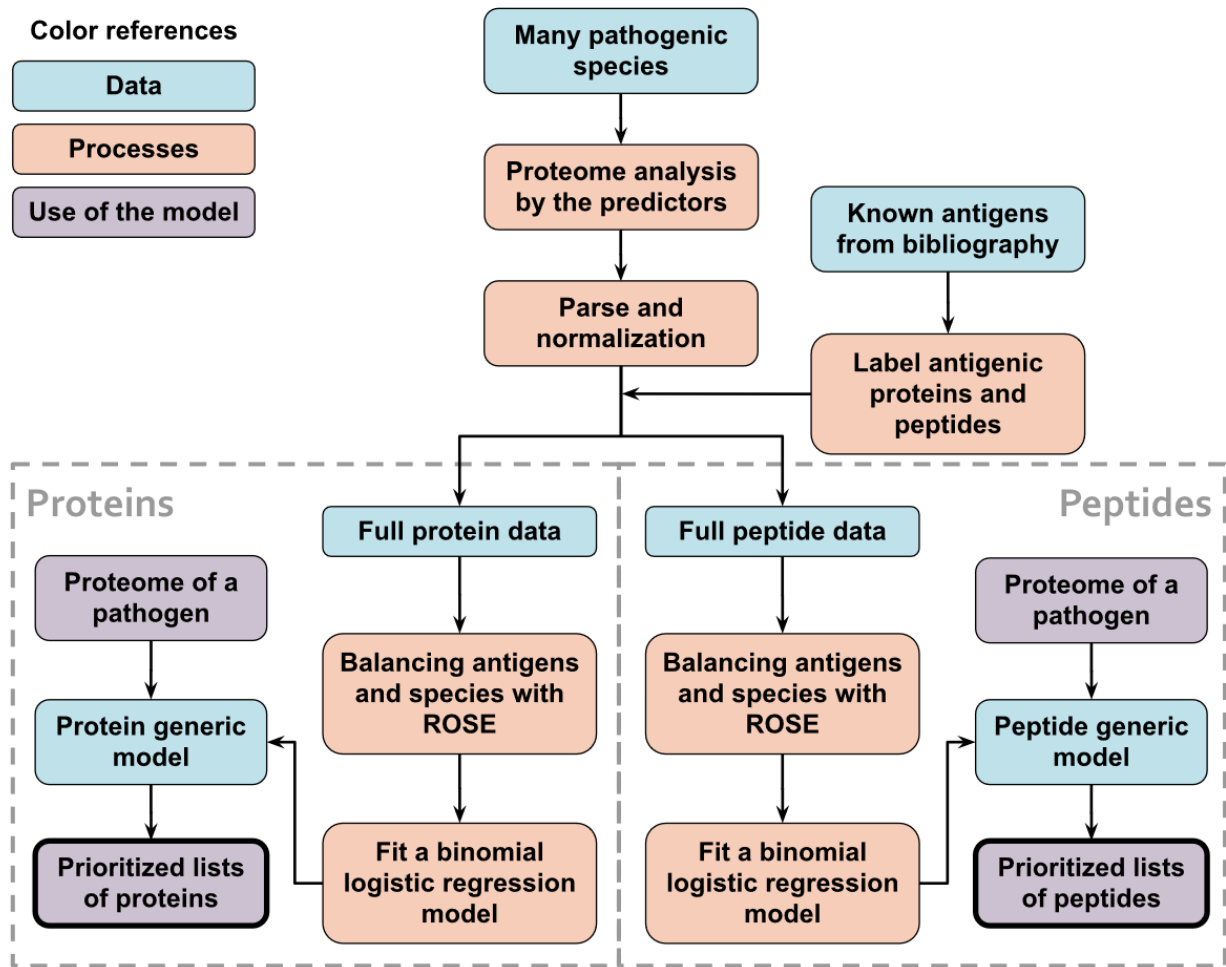 Color references
Data
Processes
Use of the model
Many pathogenic
species
Proteome analysis
by the predictors
Known antigens
from bibliography
Parse and
normalization
Label antigenic
proteins and
peptides
Proteins
Full protein data
Proteome of a
pathogen
Balancing antigens
and species with
ROSE
Protein generic
model
Fit a binomial
logistic regression
model
Prioritized lists
of proteins
Peptides
Full peptide data
Proteome of a
pathogen
Balancing antigens
and species with
ROSE
Peptide generic
model
Fit a binomial
logistic regression
model
Prioritized lists
of peptides